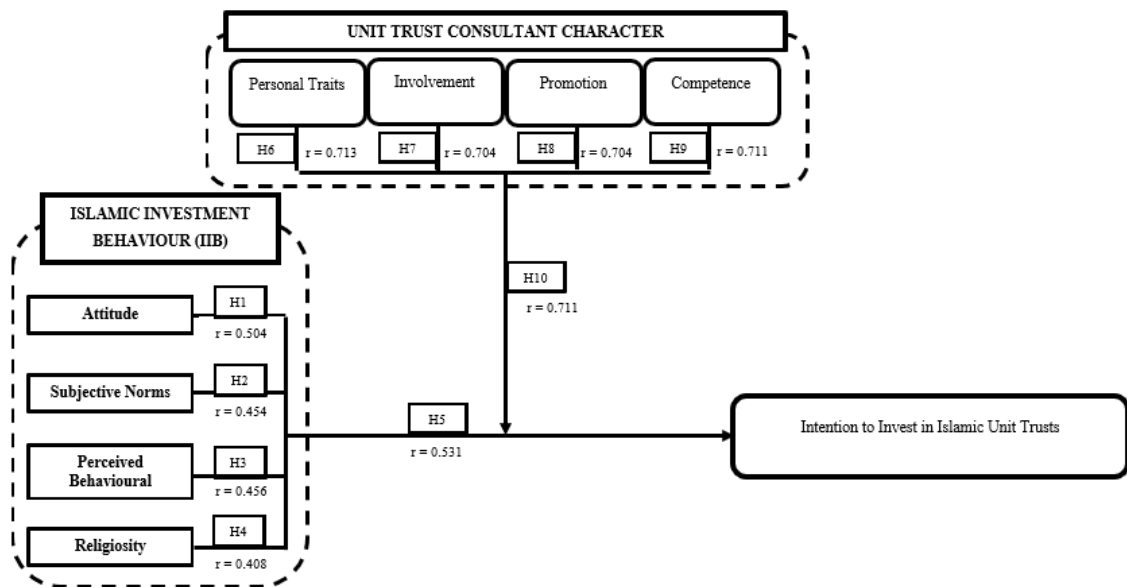 UNIT TRUST CONSULTANT CHARACTER
Personal Traits
Involvement
Promotion
Competence
H6
r = 0.713
H7
r = 0.704
H8
r = 0.704
H9
r = 0.711
ISLAMIC INVESTMENT
BEHAVIOUR (IIB)
H10
r = 0.711
Attitude
H1
r = 0.504
Subjective Norms
H2
r = 0.454
H5
r = 0.531
Intention to Invest in Islamic Unit Trusts
Perceived
Behavioural
H3
r = 0.456
Religiosity
H4
r = 0.408